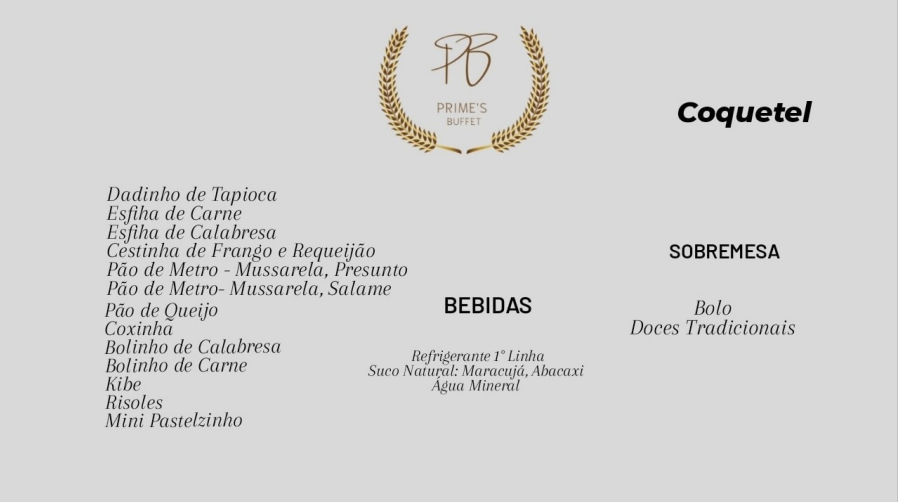 PB
PRIME'S
BUFFET
Coquetel
Dadinho de Tapioca
Esfiha de Carne
Esfiha de Calabresa
Cestinha de Frango e Requeijão
Pão de Metro - Mussarela, Presunto
Pão de Metro- Mussarela, Salame
Pão de Queijo
Coxinha
Bolinho de Calabresa
Bolinho de Carne
Kibe
Risoles
Mini Pastelzinho
BEBIDAS
Refrigerante 1° Linha
Suco Natural: Maracujá, Abacaxi
Água Mineral
SOBREMESA
Bolo
Doces Tradicionais